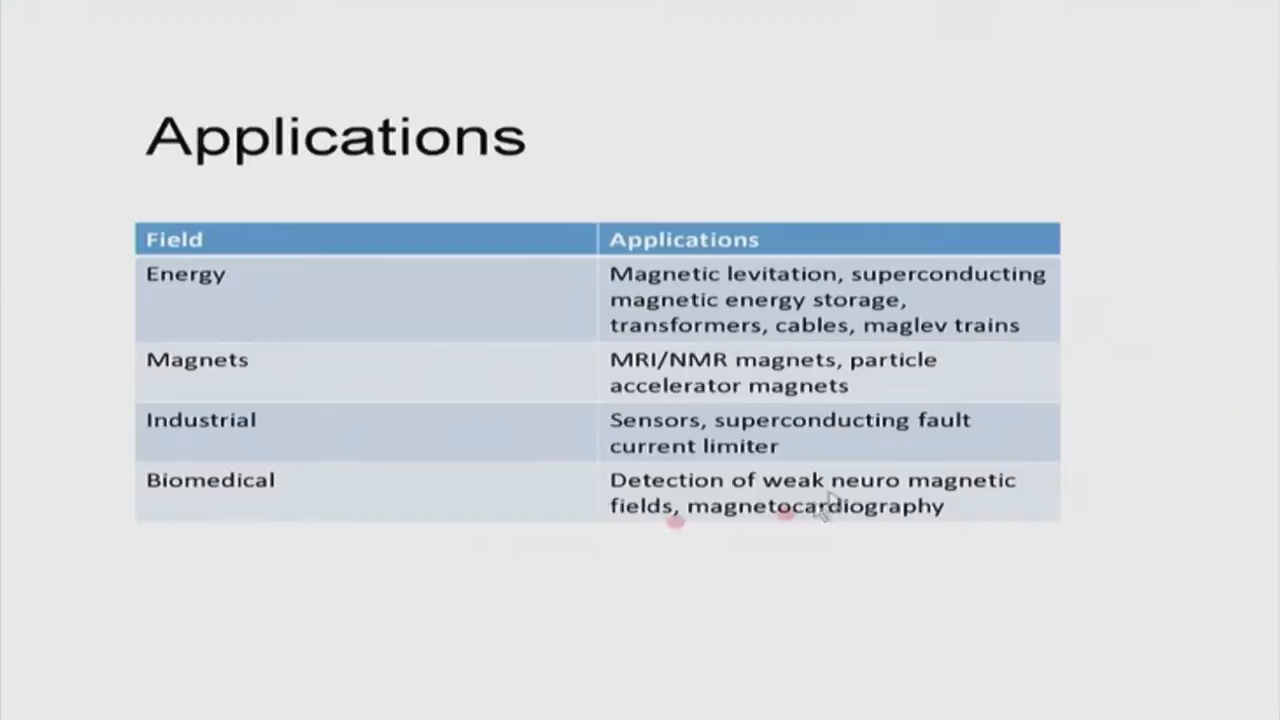 Applications
Field
Applications
Energy
Magnetic levitation, superconducting
magnetic energy storage,
transformers, cables, maglev trains
Magnets
MRI/NMR magnets, particle
accelerator magnets
Industrial
Sensors, superconducting fault
current limiter
Biomedical
Detection of weak neuro magnetic
fields, magnetocardiography